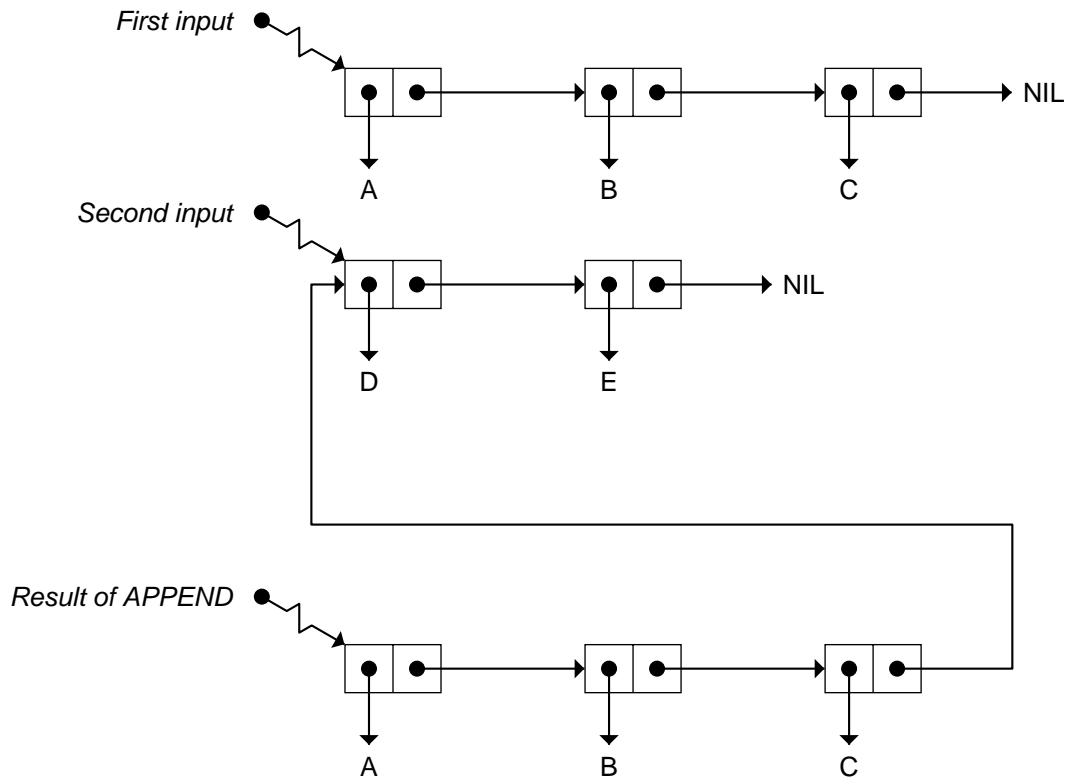 First input
NIL
A B C
Second input
NIL
D E
Result of APPEND
A B C